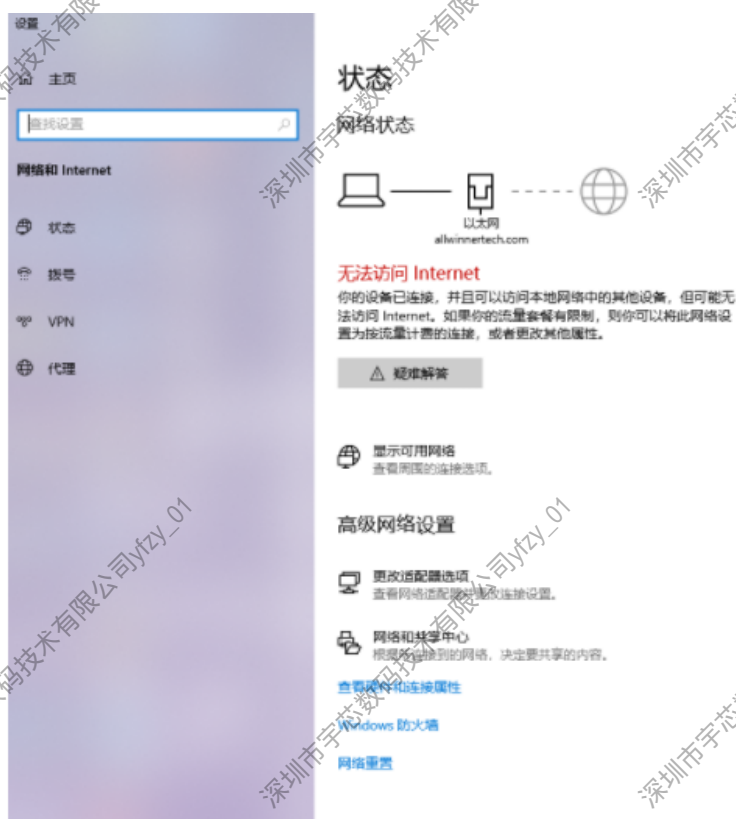 设置
主页
查找设置
网络和 Internet
状态
拨号
VPN
代理
状态
网络状态
以太网
allwinnertech.com
无法访问 Internet
你的设备已连接，并且可以访问本地网络中的其他设备，但可能无
法访问 Internet。如果你的流量套餐有限制，则你可以将此网络设
置为按流量计费的连接，或者更改其他属性。
疑难解答
显示可用网络
查看周围的连接选项。
高级网络设置
更改适配器选项
查看网络适配器并更改连接设置。
网络和共享中心
根据所连接到的网络，决定要共享的内容。
查看硬件和连接属性
Windows 防火墙
网络重置
深圳市宇芯数码技术有限公司yfzy_01